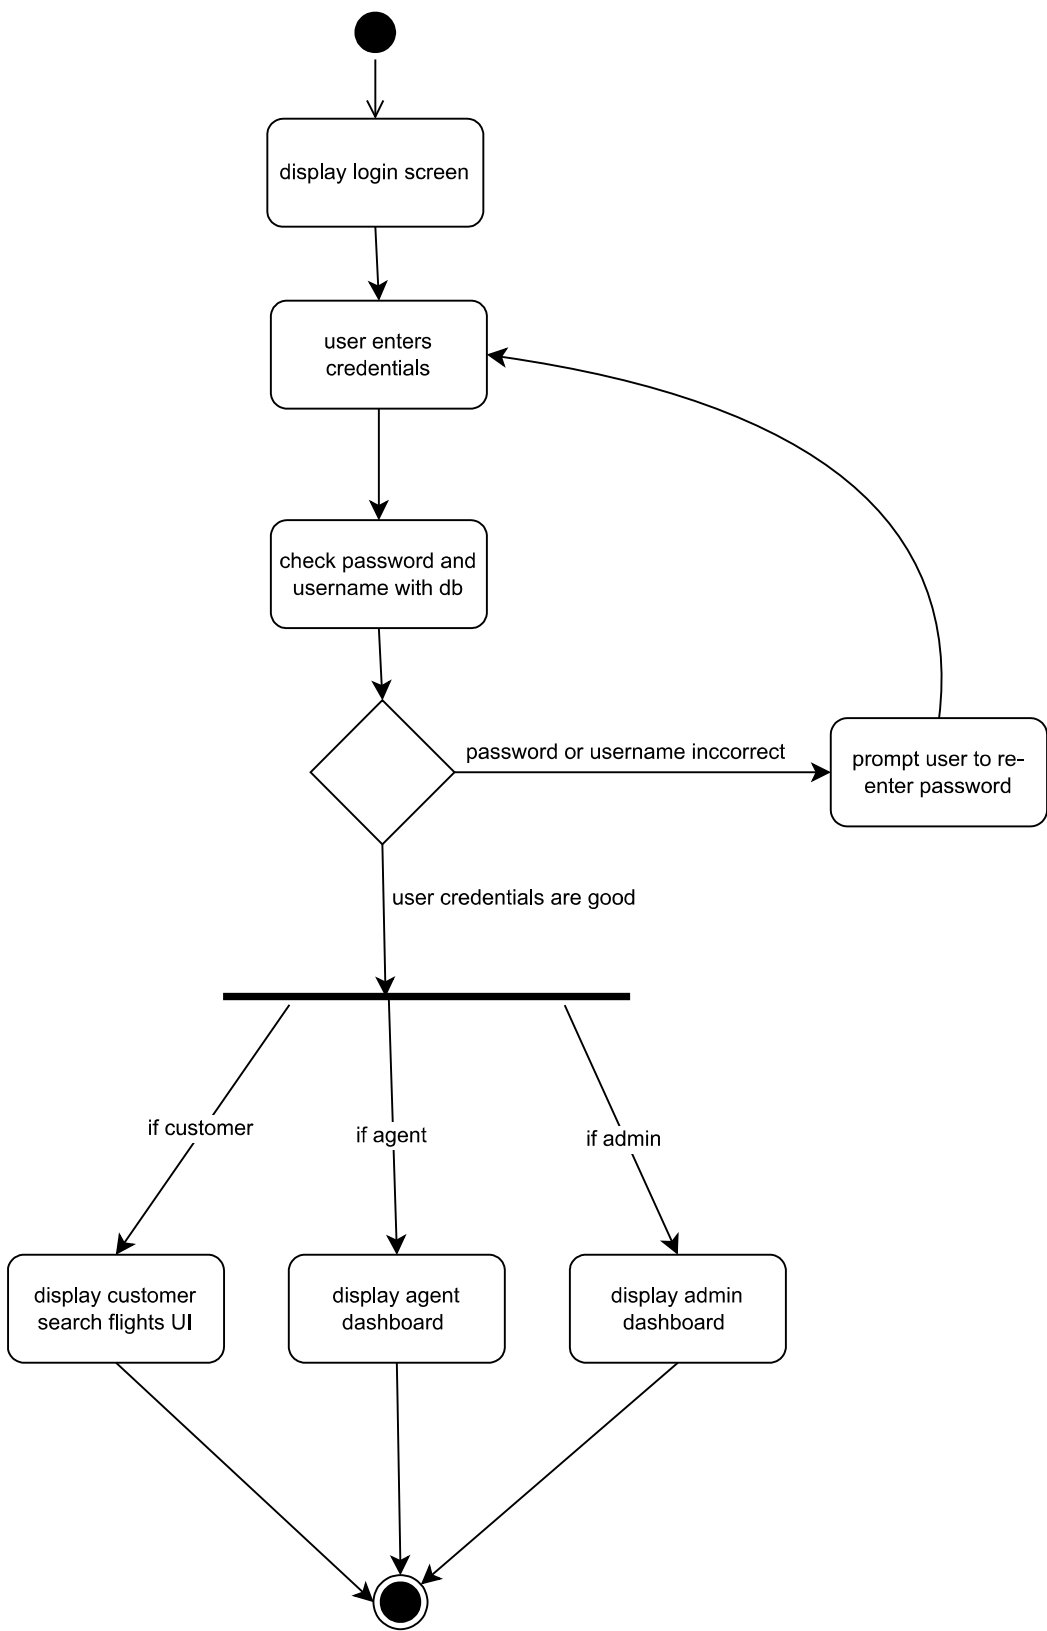 display login screen
user enters
credentials
check password and
username with db
password or username inccorrect
prompt user to re-
enter password
user credentials are good
if customer
if agent
if admin
display customer
search flights UI
display agent
dashboard
display admin
dashboard